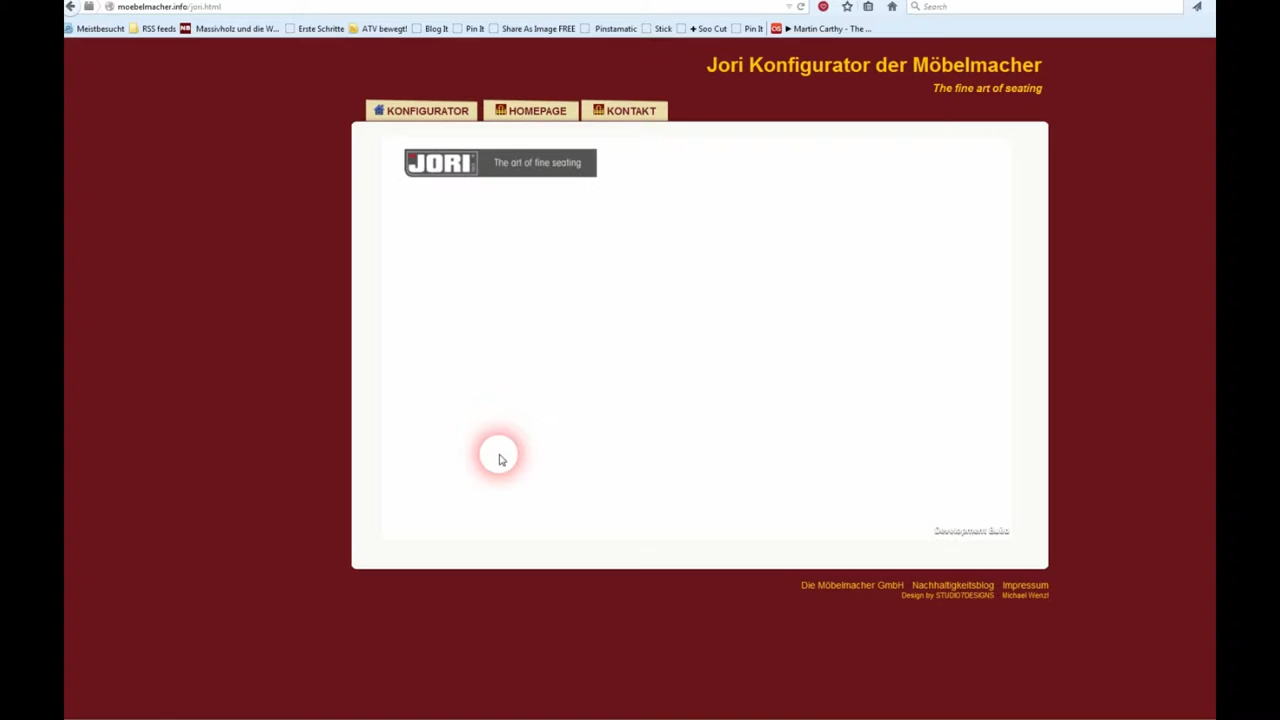 moebelmacher.info/jori.html
Search
Meistbesucht RSS feeds Massivholz und die W... Erste Schritte ATV bewegt! Blog It Pin It Share As Image FREE Pinstamatic Stick + Soo Cut Pin It ▶ Martin Carthy - The ...
Jori Konfigurator der Möbelmacher
The fine art of seating
KONFIGURATOR HOMEPAGE KONTAKT
JORI The art of fine seating
Development Build
Die Möbelmacher GmbH Nachhaltigkeitsblog Impressum
Design by STUDIO7DESIGNS Michael Wenzl